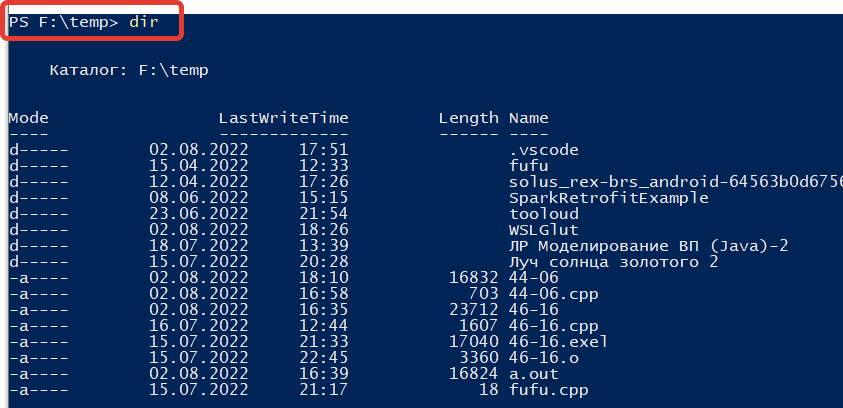 PS F:\temp> dir
Каталог: F:\temp
Mode LastWriteTime Length Name
---- ------------- ------ ----
d----- 02.08.2022 17:51 .vscode
d----- 15.04.2022 12:33 fufu
d----- 12.04.2022 17:26 solus_rex-brs_android-64563b0d6756
d----- 08.06.2022 15:15 SparkRetrofitExample
d----- 23.06.2022 21:54 tooloud
d----- 02.08.2022 18:26 WSLGlut
d----- 18.07.2022 13:39 ЛР Моделирование ВП (Java)-2
d----- 15.07.2022 20:28 Луч солнца золотого 2
-a---- 02.08.2022 18:10 16832 44-06
-a---- 02.08.2022 16:58 703 44-06.cpp
-a---- 02.08.2022 16:35 23712 46-16
-a---- 16.07.2022 12:44 1607 46-16.cpp
-a---- 15.07.2022 21:33 17040 46-16.exel
-a---- 15.07.2022 22:45 3360 46-16.o
-a---- 02.08.2022 16:39 16824 a.out
-a---- 15.07.2022 21:17 18 fufu.cpp